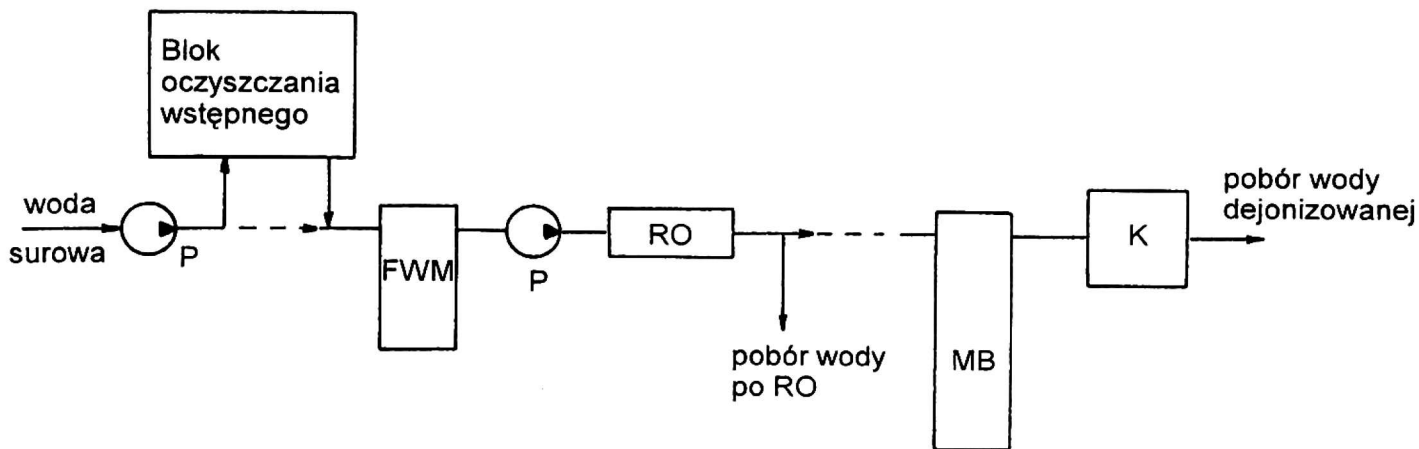 Blok
oczyszczania
wstępnego
woda
surowa
P
FWM
P
RO
pobór wody
po RO
MB
K
pobór wody
dejonizowanej